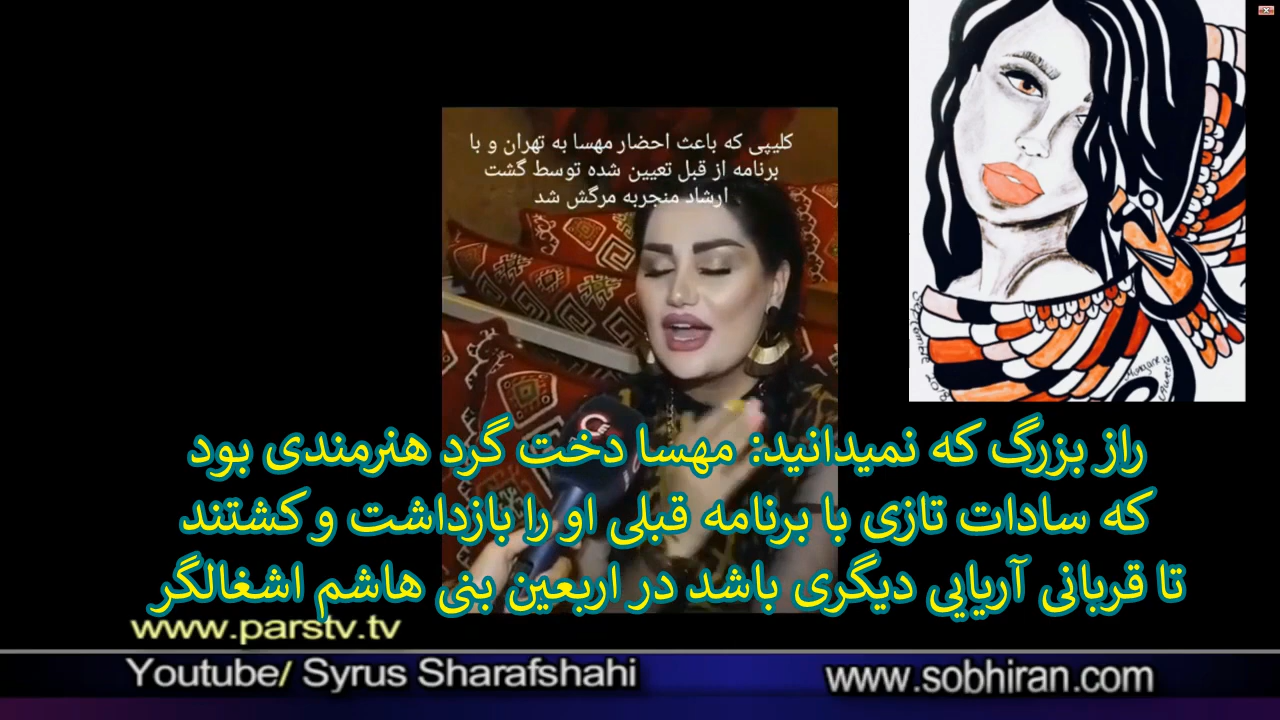 کلیپی که باعث احضار مهسا به تهران و با
برنامه از قبل تعیین شده توسط گشت
ارشاد منجربه مرگش شد
راز بزرگ که نمیدانید: مهسا دخت گرد هنرمندی بود
که سادات تازی با برنامه قبلی او را بازداشت و کشتند
تا قربانی آریایی دیگری باشد در اربعین بنی هاشم اشغالگر
www.parstv.tv
Youtube/ Syrus Sharafshahi
www.sobhiran.com